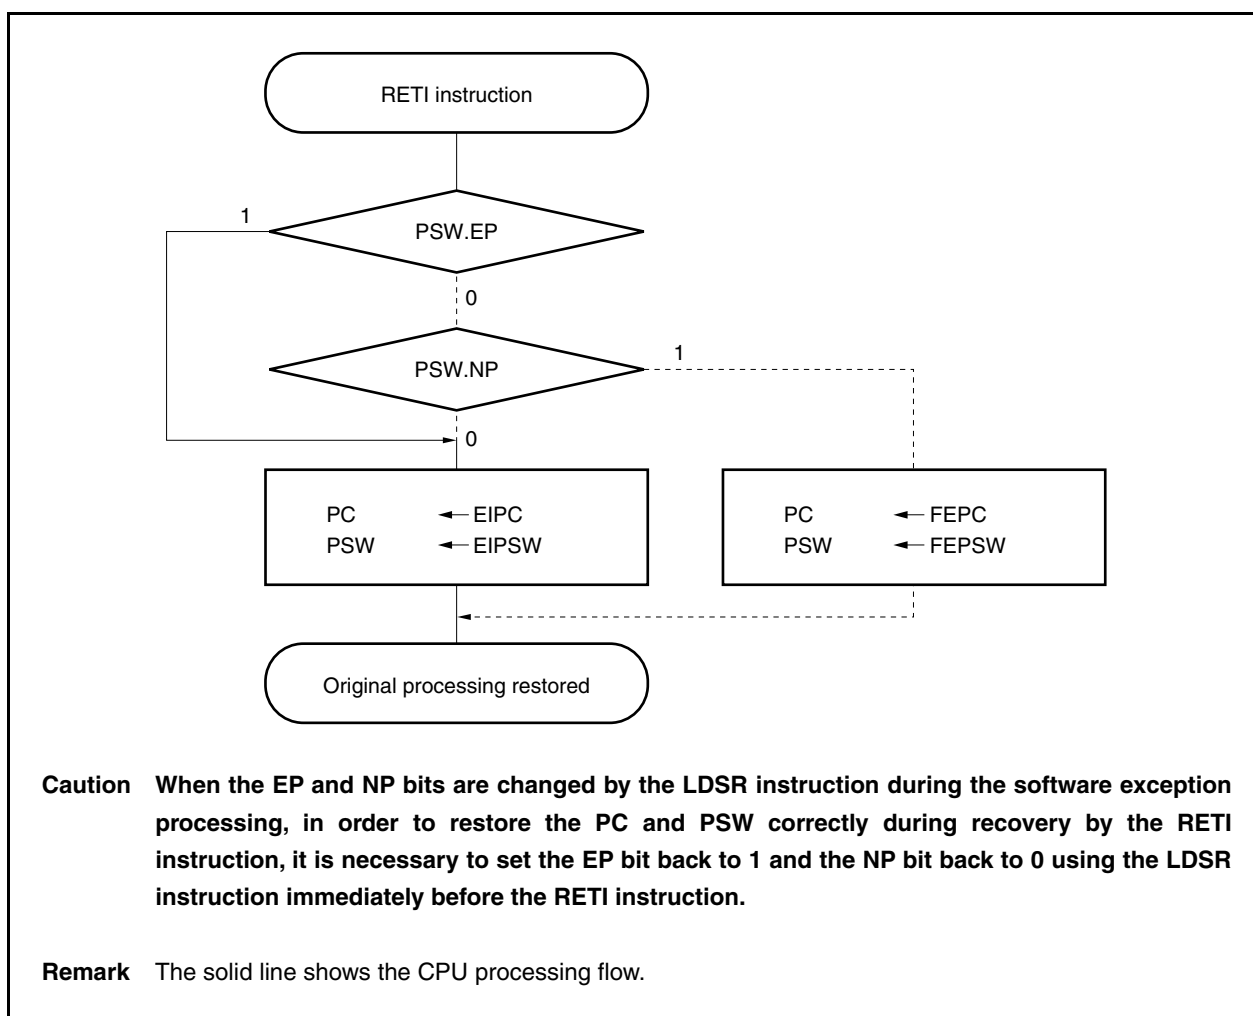 RETI instruction
1
PSW.EP
0
1
PSW.NP
0
PC ← EIPC
PSW ← EIPSW
PC ← FEPC
PSW ← FEPSW
Original processing restored
Caution When the EP and NP bits are changed by the LDSR instruction during the software exception
processing, in order to restore the PC and PSW correctly during recovery by the RETI
instruction, it is necessary to set the EP bit back to 1 and the NP bit back to 0 using the LDSR
instruction immediately before the RETI instruction.
Remark The solid line shows the CPU processing flow.